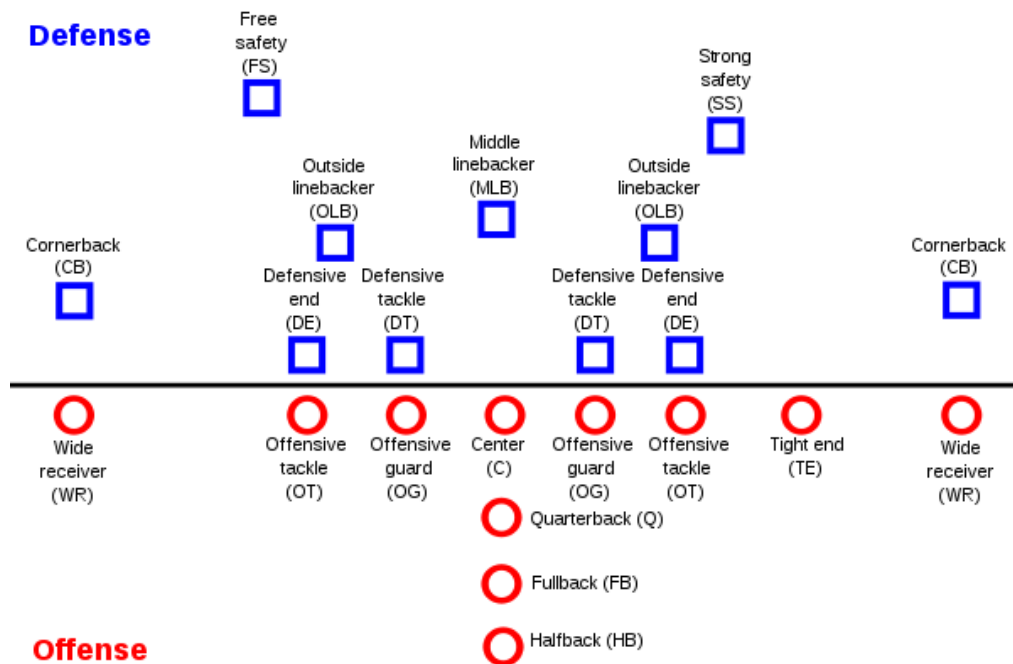 Defense
Free
safety
(FS)
Strong
safety
(SS)
Middle
linebacker
(MLB)
Outside
linebacker
(OLB)
Outside
linebacker
(OLB)
Cornerback
(CB)
Cornerback
(CB)
Defensive
end
(DE)
Defensive
tackle
(DT)
Defensive
tackle
(DT)
Defensive
end
(DE)
Wide
receiver
(WR)
Offensive
tackle
(OT)
Offensive
guard
(OG)
Center
(C)
Offensive
guard
(OG)
Offensive
tackle
(OT)
Tight end
(TE)
Wide
receiver
(WR)
Quarterback (Q)
Fullback (FB)
Halfback (HB)
Offense